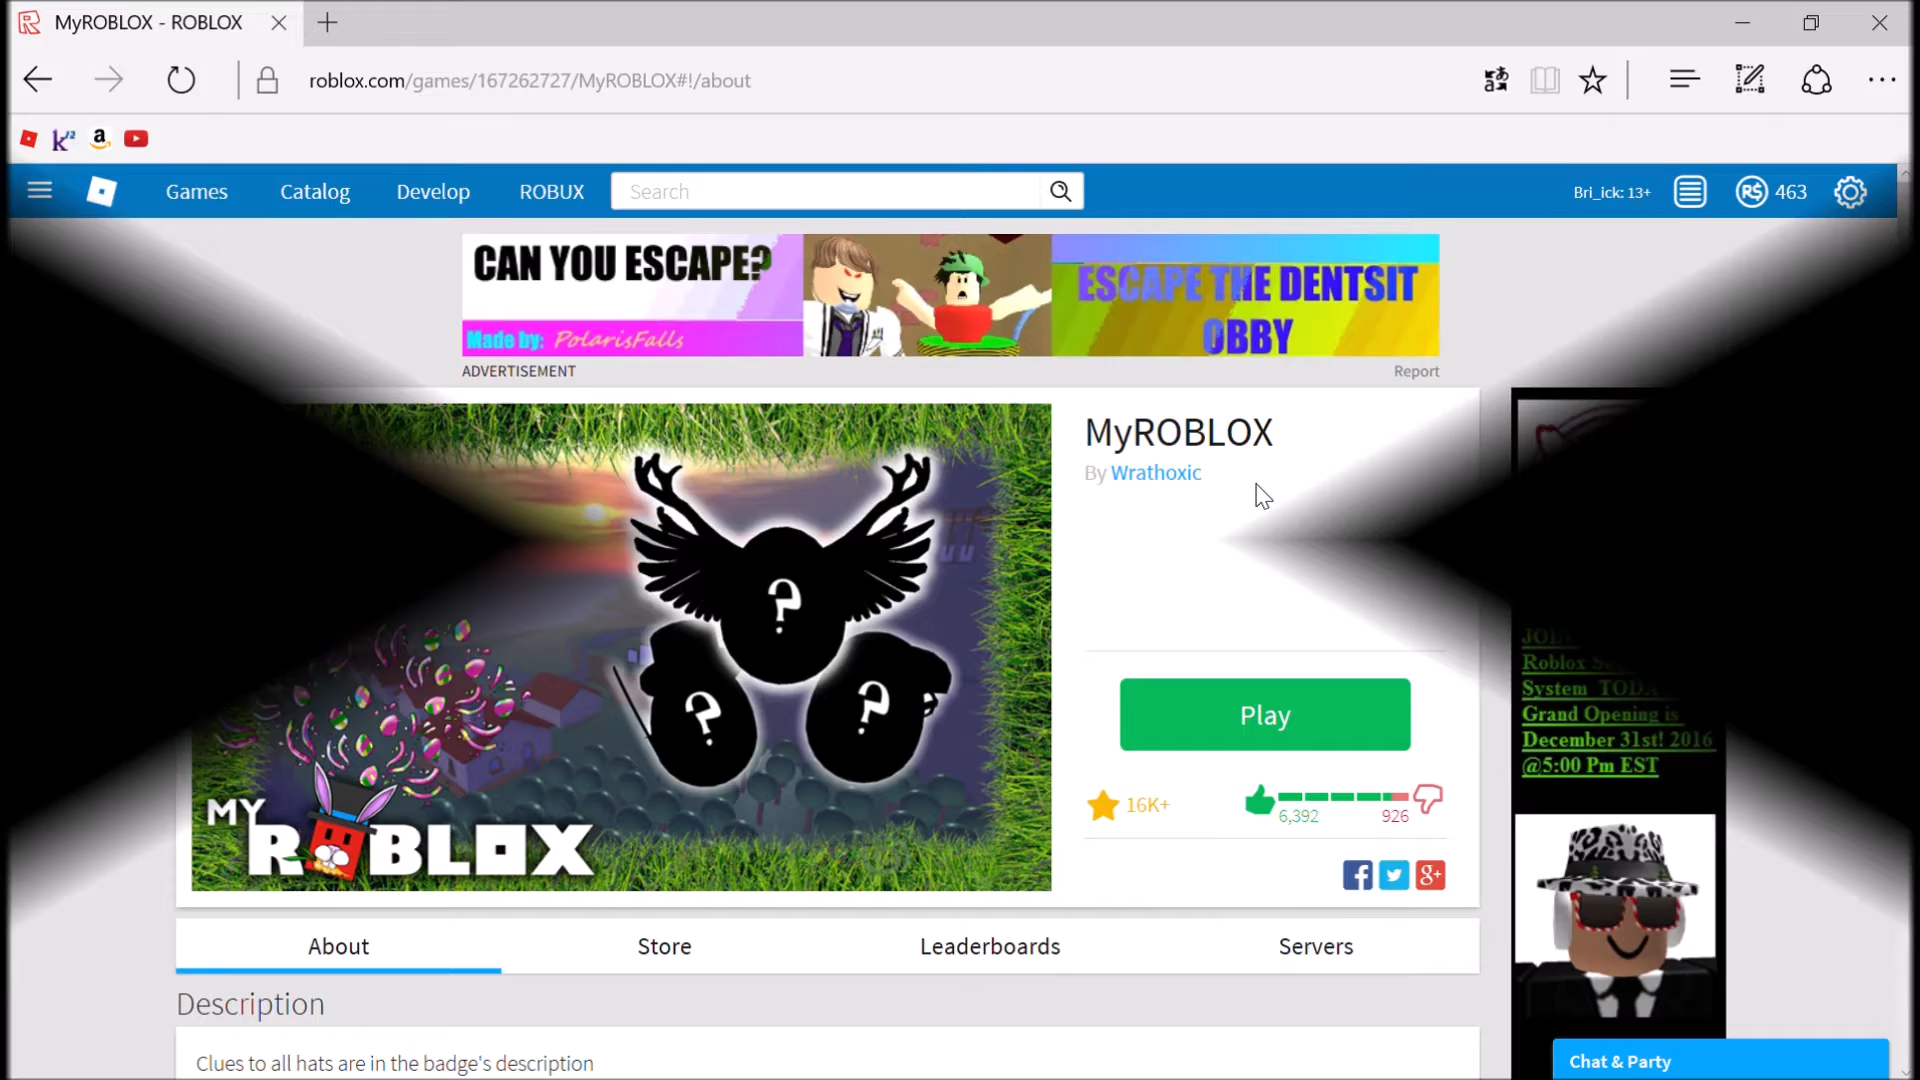 MyROBLOX - ROBLOX
roblox.com/games/167262727/MyROBLOX#!/about
Games Catalog Develop ROBUX Search Bri_ick: 13+ R$ 463
CAN YOU ESCAPE?
Made by: PolarisFalls
ESCAPE THE DENTSIT
OBBY
ADVERTISEMENT Report
MyROBLOX
By Wrathoxic
?
? ?
MY
ROBLOX
Play
16K+ 6,392 926
About Store Leaderboards Servers
Description
Clues to all hats are in the badge's description
Roblox
System TODA
Grand Opening is
December 31st! 2016
@5:00 Pm EST
Chat & Party